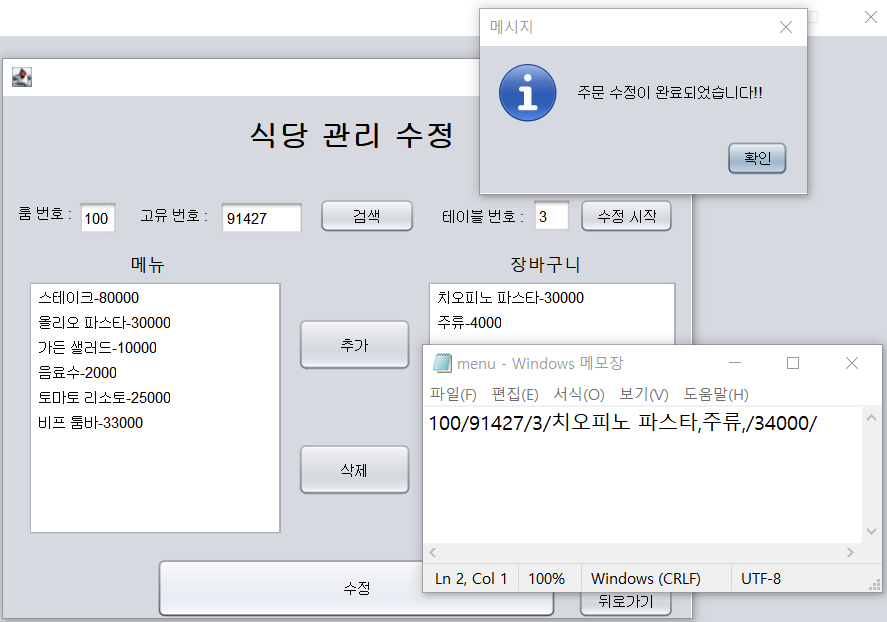 메시지
주문 수정이 완료되었습니다!!
확인
식당 관리 수정
룸 번호 : 100 고유 번호 : 91427 검색 테이블 번호 : 3 수정 시작
메뉴
스테이크-80000
올리오 파스타-30000
가든 샐러드-10000
음료수-2000
토마토 리소토-25000
비프 룸바-33000
추가
삭제
장바구니
치오피노 파스타-30000
주류-4000
menu - Windows 메모장
파일(F) 편집(E) 서식(O) 보기(V) 도움말(H)
100/91427/3/치오피노 파스타,주류,/34000/
Ln 2, Col 1 100% Windows (CRLF) UTF-8
수정
뒤로가기